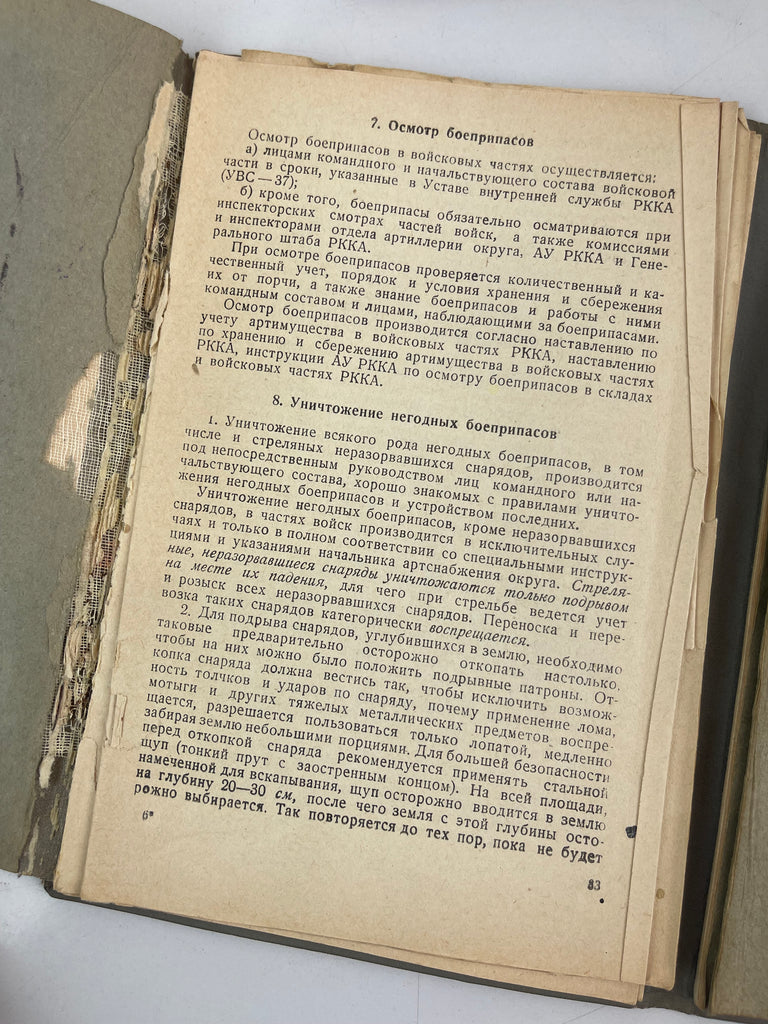 7. Осмотр боеприпасов
Осмотр боеприпасов в войсковых частях осуществляется:
а) лицами командного и начальствующего состава войсковой
части в сроки, указанные в Уставе внутренней службы РККА
(УВС—37);
б) кроме того, боеприпасы обязательно осматриваются при
инспекторских смотрах частей войск, а также комиссиями
и инспекторами отдела артиллерии округа, АУ РККА и Гене-
рального штаба РККА.
При осмотре боеприпасов проверяется количественный и ка-
чественный учет, порядок и условия хранения и сбережения
их от порчи, а также знание боеприпасов и работы с ними
командным составом и лицами, наблюдающими за боеприпасами.
Осмотр боеприпасов производится согласно наставлению по
учету артимущества в войсковых частях РККА, наставлению
по хранению и сбережению артимущества в войсковых частях
РККА, инструкции АУ РККА по осмотру боеприпасов в складах
и войсковых частях РККА.
8. Уничтожение негодных боеприпасов
1. Уничтожение всякого рода негодных боеприпасов, в том
числе и стреляных неразорвавшихся снарядов, производится
под непосредственным руководством лиц командного или на-
чальствующего состава, хорошо знакомых с правилами уничто-
жения негодных боеприпасов и устройством последних.
Уничтожение негодных боеприпасов, кроме неразорвавшихся
снарядов, в частях войск производится в исключительных слу-
чаях и только в полном соответствии со специальными инструк-
циями и указаниями начальника артснабжения округа. Стреля-
ные, неразорвавшиеся снаряды уничтожаются только подрывом
на месте их падения, для чего при стрельбе ведется учет
и розыск всех неразорвавшихся снарядов. Переноска и пере-
возка таких снарядов категорически воспрещается.
2. Для подрыва снарядов, углубившихся в землю, необходимо
таковые предварительно осторожно откопать настолько,
чтобы на них можно было положить подрывные патроны. От-
копка снаряда должна вестись так, чтобы исключить возмож-
ность толчков и ударов по снаряду, почему применение лома,
мотыги и других тяжелых металлических предметов воспре-
щается, разрешается пользоваться только лопатой, медленно
забирая землю небольшими порциями. Для большей безопасности
перед откопкой снаряда рекомендуется применять стальной
щуп (тонкий прут с заостренным концом). На всей площади,
намеченной для вскапывания, щуп осторожно вводится в землю
на глубину 20—30 см, после чего земля с этой глубины осто-
рожно выбирается. Так повторяется до тех пор, пока не будет
6*
83